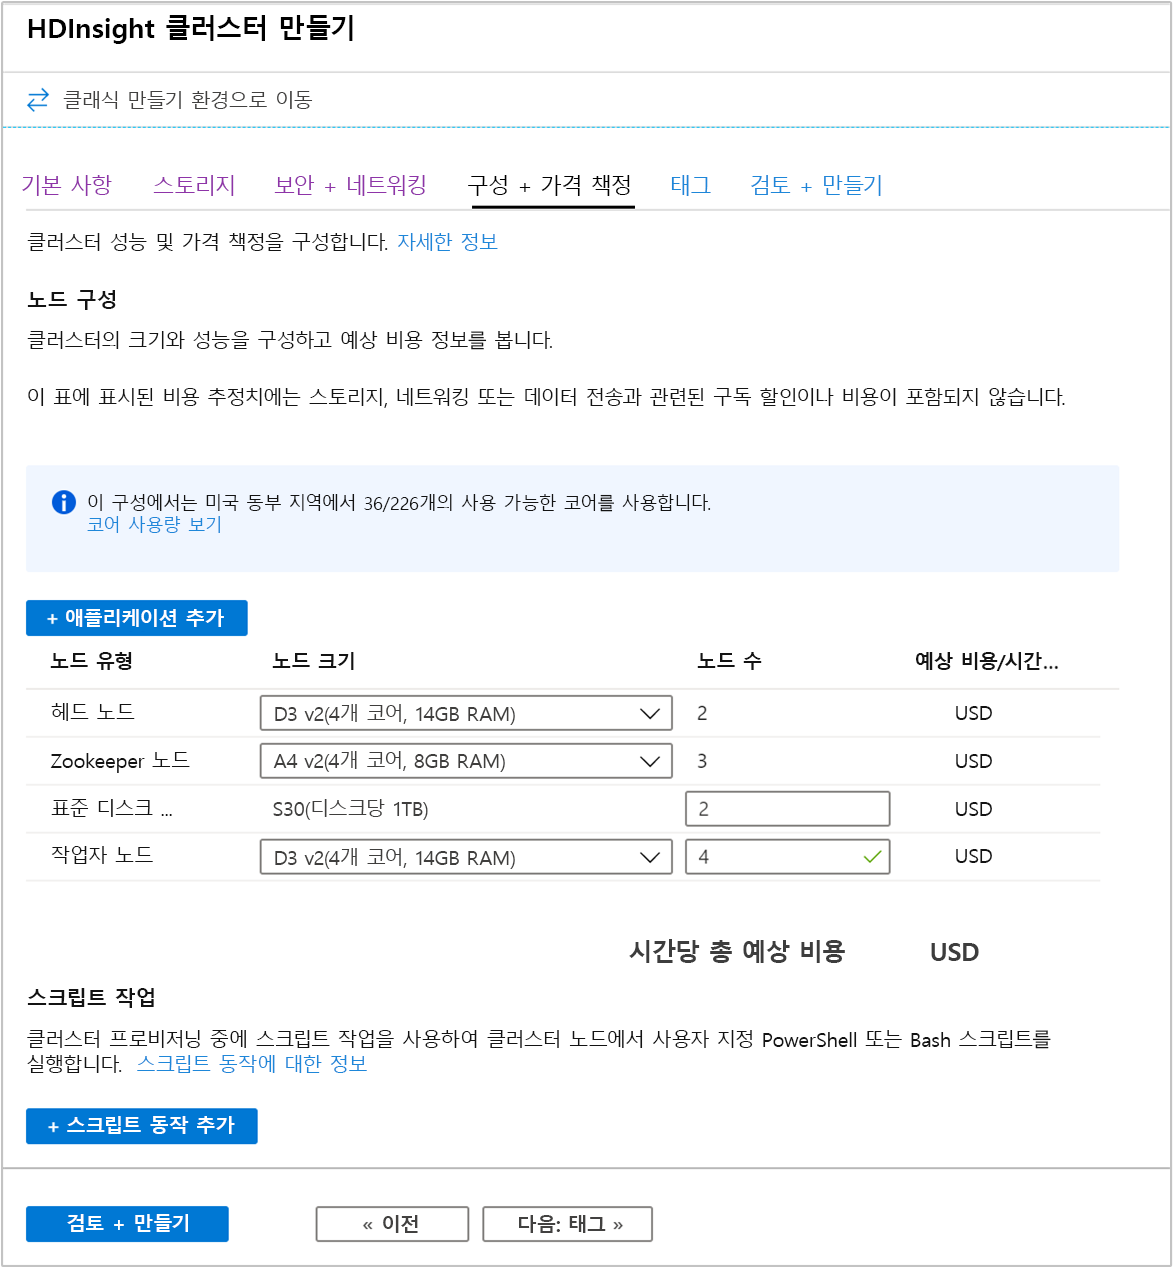 HDInsight 클러스터 만들기
클래식 만들기 환경으로 이동
기본 사항 스토리지 보안 + 네트워킹 구성 + 가격 책정 태그 검토 + 만들기
클러스터 성능 및 가격 책정을 구성합니다. 자세한 정보
노드 구성
클러스터의 크기와 성능을 구성하고 예상 비용 정보를 봅니다.
이 표에 표시된 비용 추정치에는 스토리지, 네트워킹 또는 데이터 전송과 관련된 구독 할인이나 비용이 포함되지 않습니다.
이 구성에서는 미국 동부 지역에서 36/226개의 사용 가능한 코어를 사용합니다.
코어 사용량 보기
+ 애플리케이션 추가
노드 유형 노드 크기 노드 수 예상 비용/시간...
헤드 노드 D3 v2(4개 코어, 14GB RAM) 2 USD
Zookeeper 노드 A4 v2(4개 코어, 8GB RAM) 3 USD
표준 디스크 ... S30(디스크당 1TB) 2 USD
작업자 노드 D3 v2(4개 코어, 14GB RAM) 4 USD
시간당 총 예상 비용 USD
스크립트 작업
클러스터 프로비저닝 중에 스크립트 작업을 사용하여 클러스터 노드에서 사용자 지정 PowerShell 또는 Bash 스크립트를
실행합니다. 스크립트 동작에 대한 정보
+ 스크립트 동작 추가
검토 + 만들기 « 이전 다음: 태그 »